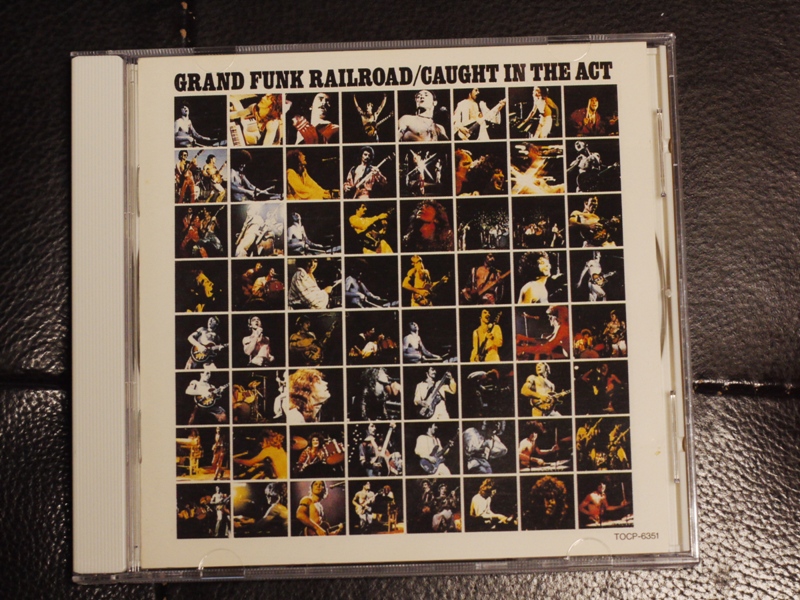 GRAND FUNK RAILROAD/CAUGHT IN THE ACT
TOCP-6351